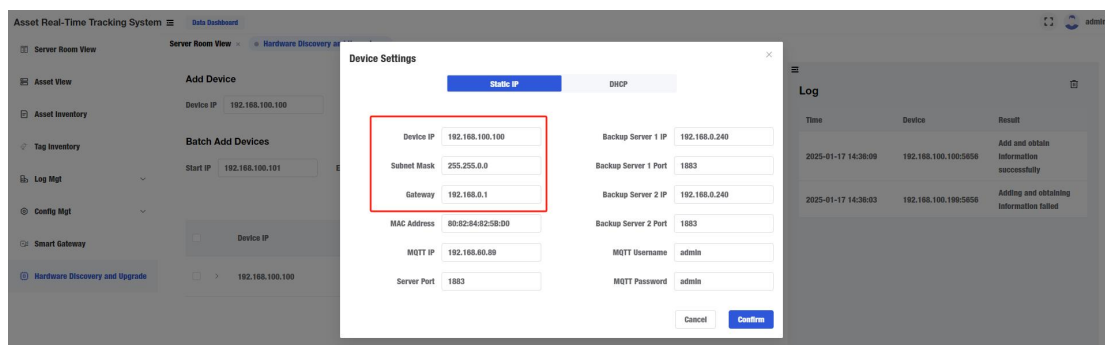 Asset Real-Time Tracking System
Data Dashboard
admin
Server Room View
Asset View
Asset Inventory
Tag Inventory
Log Mgt
Config Mgt
Smart Gateway
Hardware Discovery and Upgrade
Server Room View
Hardware Discovery
Add Device
Device IP 192.168.100.100
Batch Add Devices
Start IP 192.168.100.101 E
Device IP
192.168.100.100
Device Settings
Static IP DHCP
Device IP 192.168.100.100 Backup Server 1 IP 192.168.0.240
Subnet Mask 255.255.0.0 Backup Server 1 Port 1883
Gateway 192.168.0.1 Backup Server 2 IP 192.168.0.240
MAC Address 80:82:84:82:5B:D0 Backup Server 2 Port 1883
MQTT IP 192.168.60.89 MQTT Username admin
Server Port 1883 MQTT Password admin
Cancel Confirm
Log
Time Device Result
2025-01-17 14:38:09 192.168.100.100:5656 Add and obtain information successfully
2025-01-17 14:36:03 192.168.100.199:5656 Adding and obtaining information failed